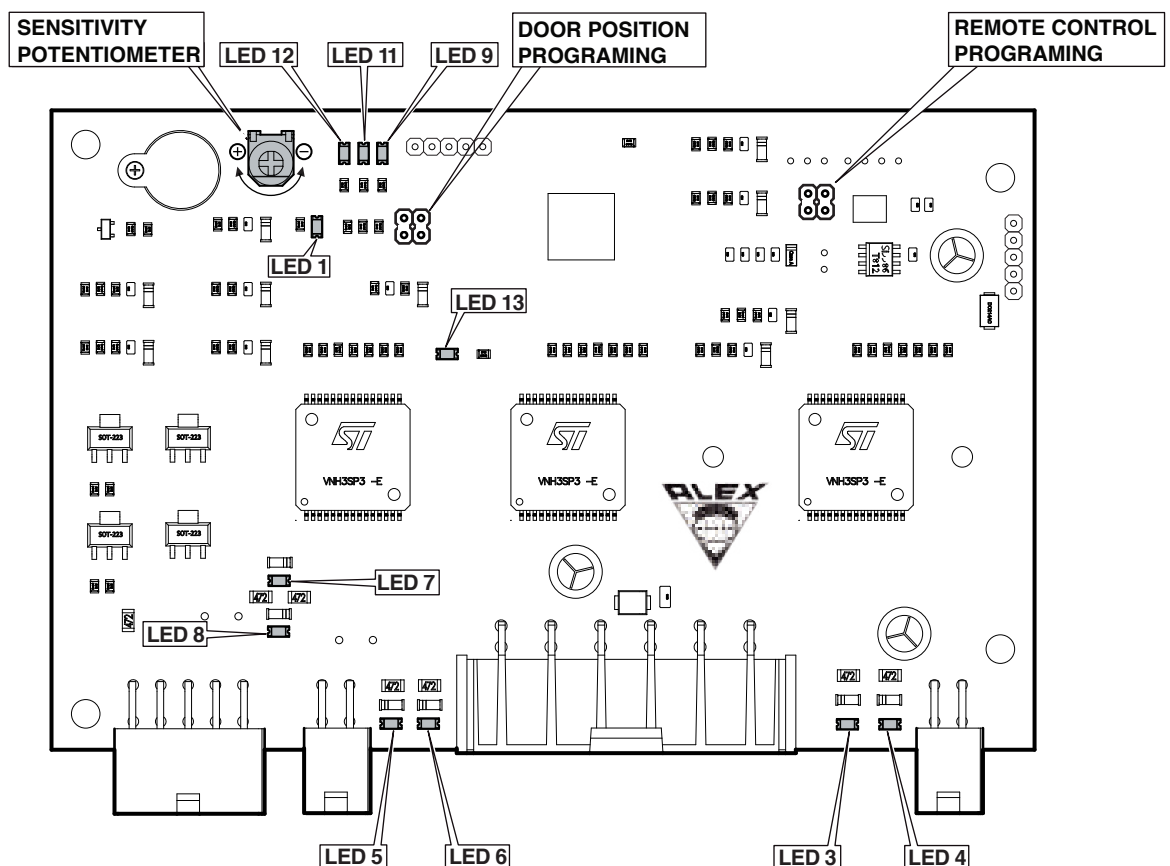 SENSITIVITY
POTENTIOMETER
LED 12
LED 11
LED 9
DOOR POSITION
PROGRAMING
REMOTE CONTROL
PROGRAMING
LED 1
LED 13
SOT-223
SOT-223
VNH3SP3 -E
VNH3SP3 -E
VNH3SP3 -E
ALEX
SOT-223
SOT-223
LED 7
472
472
472
LED 8
472
472
472
472
LED 5
LED 6
LED 3
LED 4